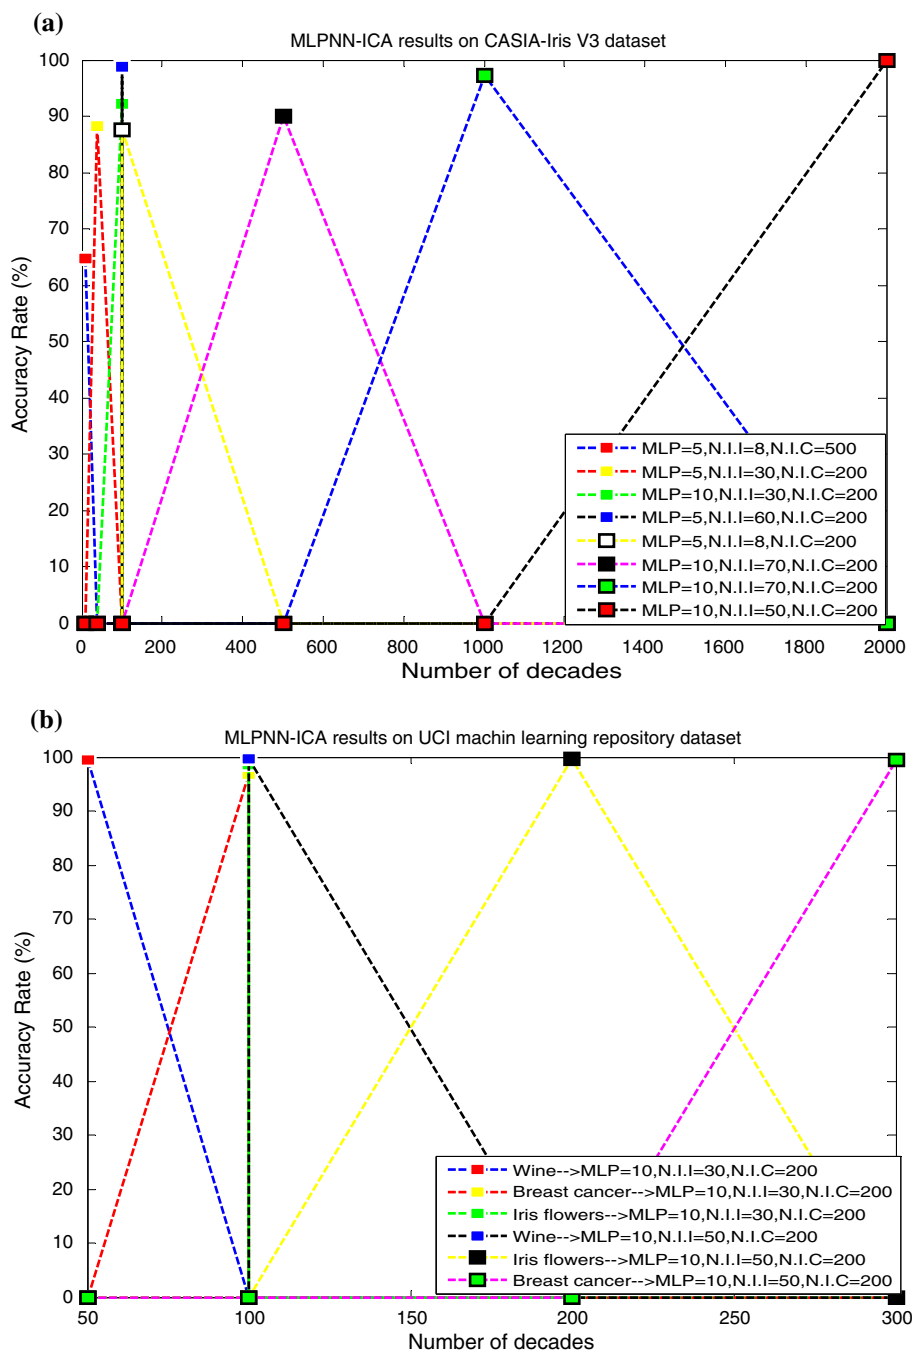 (a)
MLPNN-ICA results on CASIA-Iris V3 dataset
100
90
80
70
60
50
40
30
20
10
0
Accuracy Rate (%)
MLP=5,N.I.I=8,N.I.C=500
MLP=5,N.I.I=30,N.I.C=200
MLP=10,N.I.I=30,N.I.C=200
MLP=5,N.I.I=60,N.I.C=200
MLP=5,N.I.I=8,N.I.C=200
MLP=10,N.I.I=70,N.I.C=200
MLP=10,N.I.I=70,N.I.C=200
MLP=10,N.I.I=50,N.I.C=200
0 200 400 600 800 1000 1200 1400 1600 1800 2000
Number of decades
(b)
MLPNN-ICA results on UCI machin learning repository dataset
100
90
80
70
60
50
40
30
20
10
0
Accuracy Rate (%)
Wine-->MLP=10,N.I.I=30,N.I.C=200
Breast cancer-->MLP=10,N.I.I=30,N.I.C=200
Iris flowers-->MLP=10,N.I.I=30,N.I.C=200
Wine-->MLP=10,N.I.I=50,N.I.C=200
Iris flowers-->MLP=10,N.I.I=50,N.I.C=200
Breast cancer-->MLP=10,N.I.I=50,N.I.C=200
50 100 150 200 250 300
Number of decades